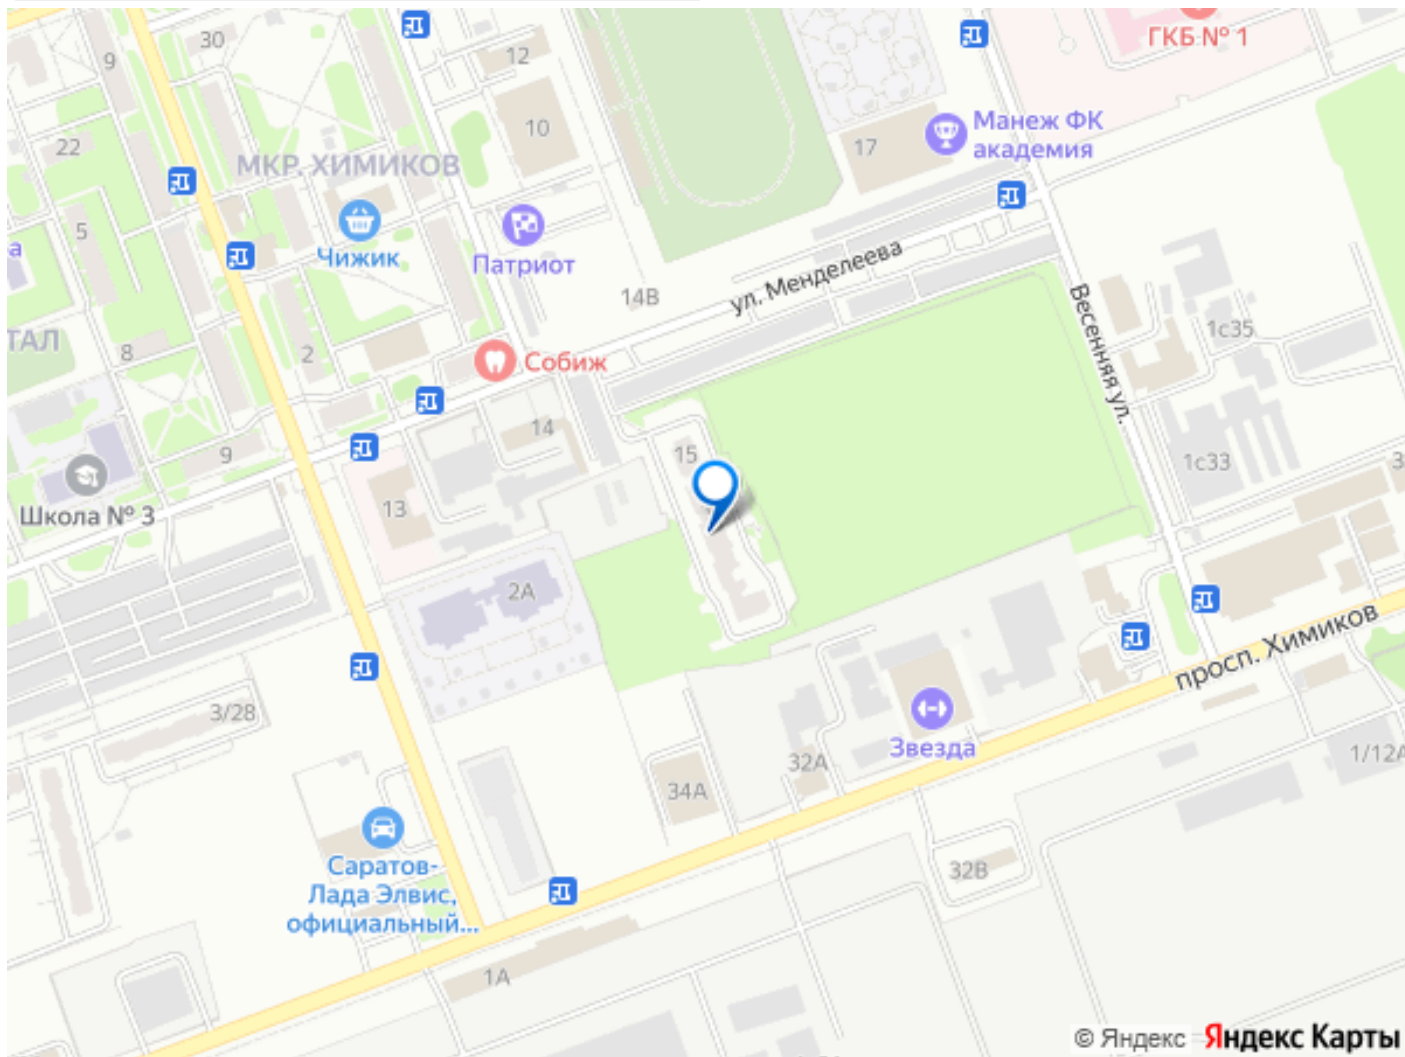 30
12
ГКБ № 1
9
10
17
Манеж ФК
академия
22
МКР. ХИМИКОВ
5
Чижик
Патриот
14В
ул. Менделеева
Весенняя ул.
1с35
ТАЛ
8
2
Собиж
14
15
9
1с33
13
Школа № 3
2А
просп. Химиков
3/28
Звезда
32А
34А
1/12А
Саратов-
Лада Элвис,
официальный...
32В
1А
© Яндекс Яндекс Карты